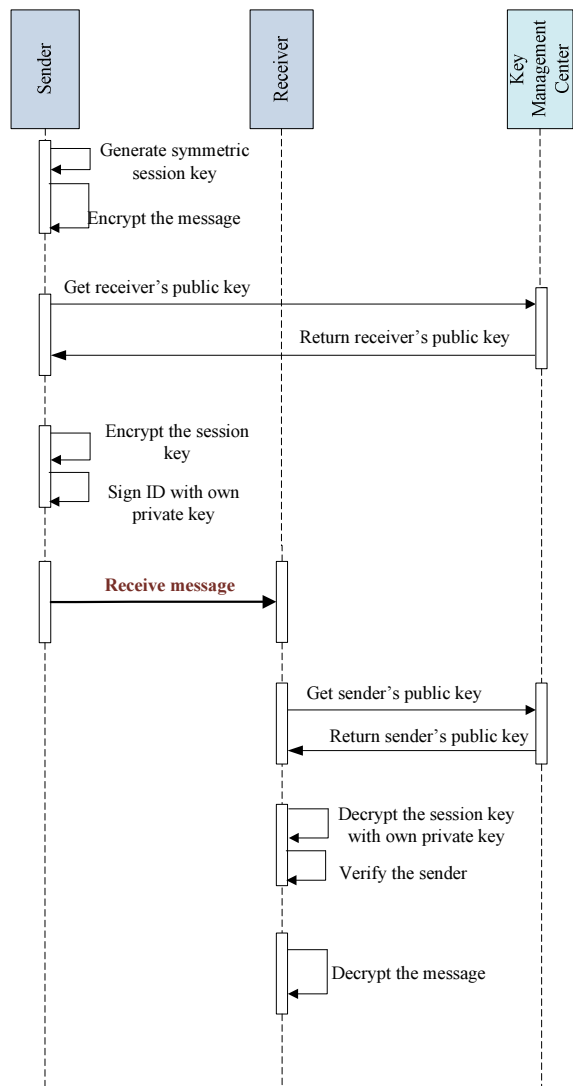 Sender
Receiver
Key
Management
Center
Generate symmetric
session key
Encrypt the message
Get receiver’s public key
Return receiver’s public key
Encrypt the session
key
Sign ID with own
private key
Receive message
Get sender’s public key
Return sender’s public key
Decrypt the session key
with own private key
Verify the sender
Decrypt the message